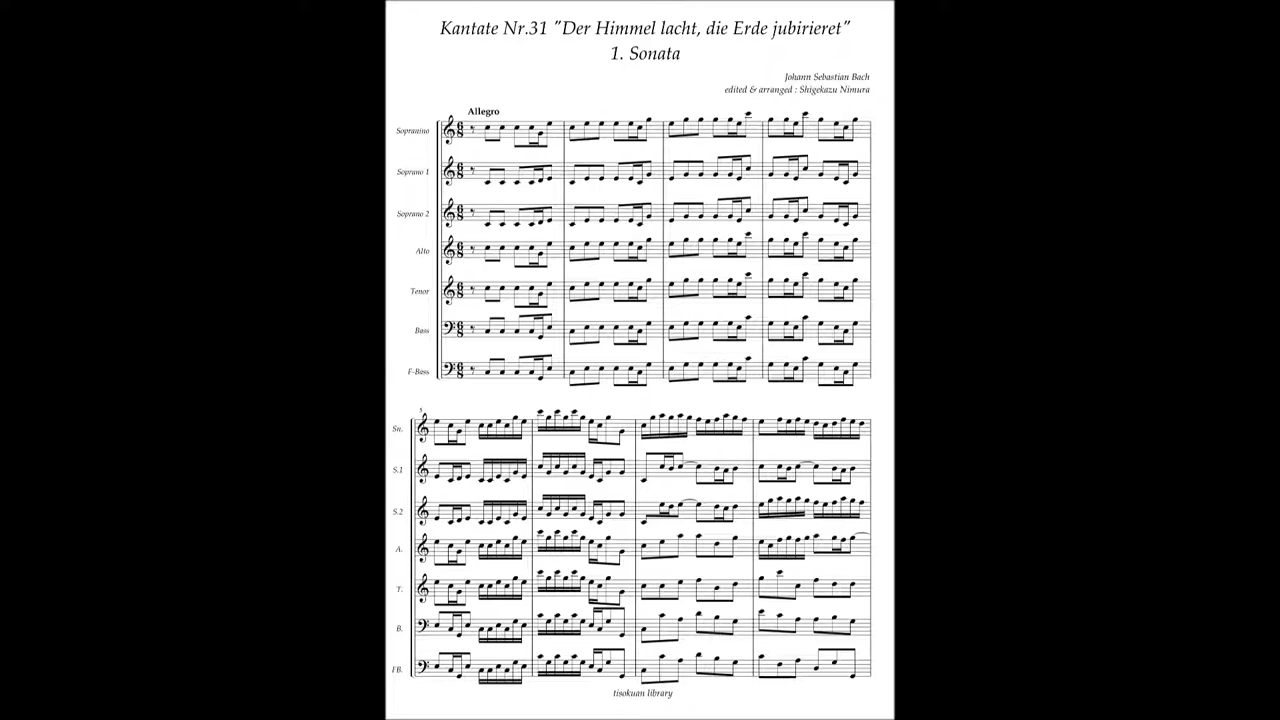 Kantate Nr.31 "Der Himmel lacht, die Erde jubirieret"
1. Sonata
Johann Sebastian Bach
edited & arranged : Shigekazu Nimura
Allegro
Sopranino
Soprano 1
Soprano 2
Alto
Tenor
Bass
F-Bass
5
Sn.
S.1
S.2
A.
T.
B.
FB.
tisokuan library